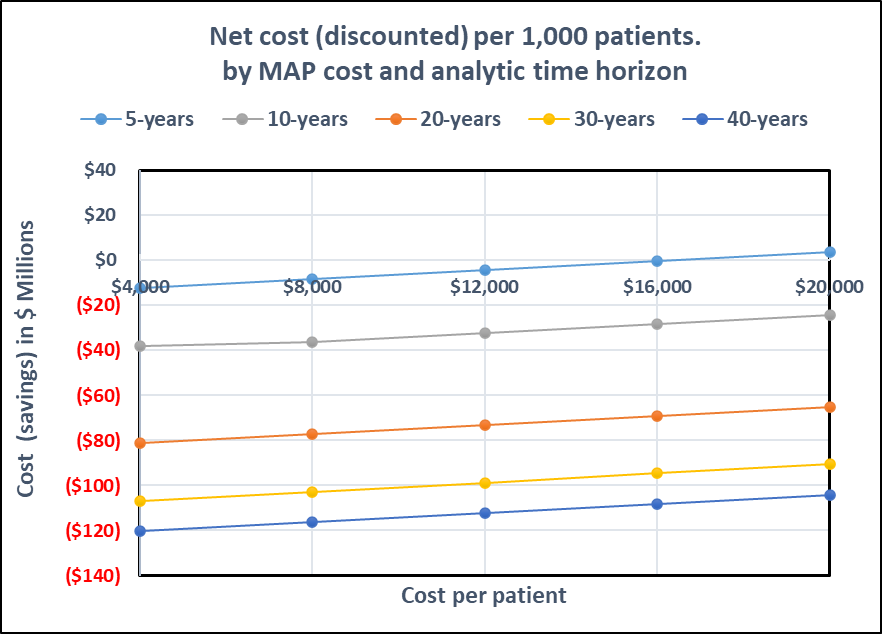 Net cost (discounted) per 1,000 patients.
by MAP cost and analytic time horizon
5-years 10-years 20-years 30-years 40-years
$40
$20
$0
$4,000 $8,000 $12,000 $16,000 $20,000
($20)
($40)
($60)
($80)
($100)
($120)
($140)
Cost (savings) in $ Millions
Cost per patient